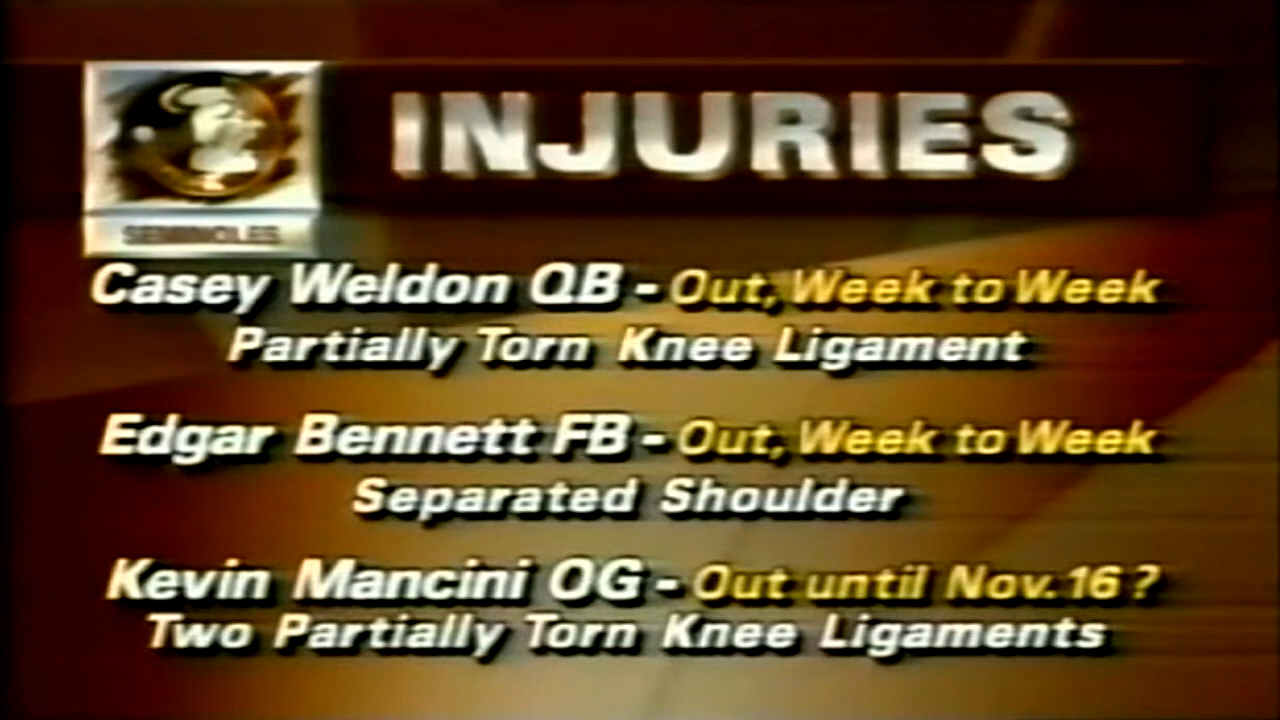 INJURIES
SEMINOLES
Casey Weldon QB - Out, Week to Week
Partially Torn Knee Ligament
Edgar Bennett FB - Out, Week to Week
Separated Shoulder
Kevin Mancini OG - Out until Nov. 16?
Two Partially Torn Knee Ligaments